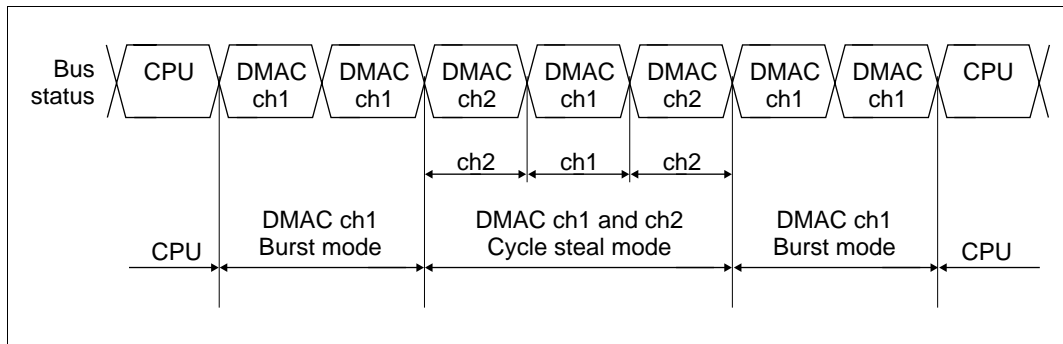 Bus
status
CPU
DMAC
ch1
DMAC
ch1
DMAC
ch2
DMAC
ch1
DMAC
ch2
DMAC
ch1
DMAC
ch1
CPU
ch2
ch1
ch2
CPU
DMAC ch1
Burst mode
DMAC ch1 and ch2
Cycle steal mode
DMAC ch1
Burst mode
CPU